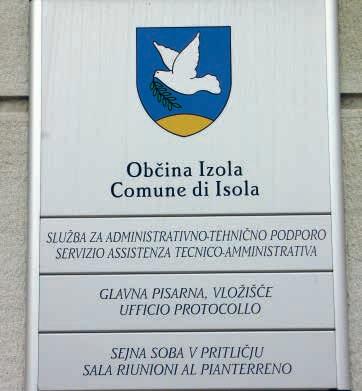 Občina Izola
Comune di Isola
SLUŽBA ZA ADMINISTRATIVNO-TEHNIČNO PODPORO
SERVIZIO ASSISTENZA TECNICO-AMMINISTRATIVA
GLAVNA PISARNA, VLOŽIŠČE
UFFICIO PROTOCOLLO
SEJNA SOBA V PRITLIČJU
SALA RIUNIONI AL PIANTERRENO